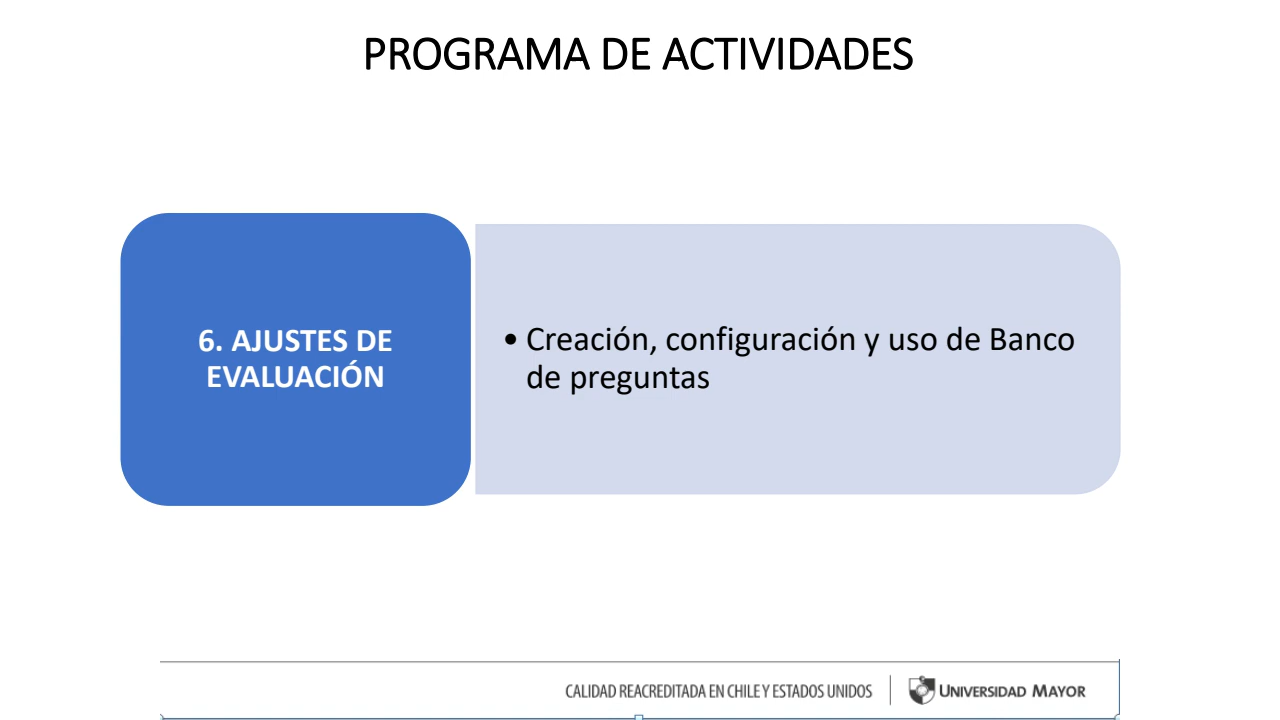 PROGRAMA DE ACTIVIDADES
6. AJUSTES DE
EVALUACIÓN
• Creación, configuración y uso de Banco
de preguntas
CALIDAD REACREDITADA EN CHILE Y ESTADOS UNIDOS
UNIVERSIDAD MAYOR